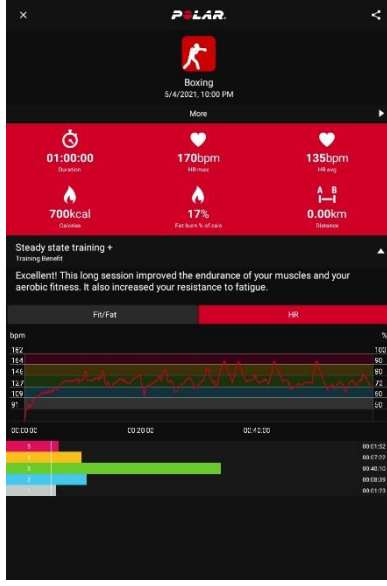 POLAR
Boxing
5/4/2021, 10:00 PM
More
01:00:00 170bpm 135bpm
Duration HR max HR avg
A B
700kcal 17% 0.00km
Calories Fat burn % of cals Distance
Steady state training +
Training Benefit
Excellent! This long session improved the endurance of your muscles and your
aerobic fitness. It also increased your resistance to fatigue.
Fit/Fat HR
bpm %
182 100
164 90
146 80
127 70
109 60
91 50
00:00:00 00:20:00 00:40:00
5 00:01:52
4 00:07:22
3 00:40:10
2 00:08:39
00:01:23